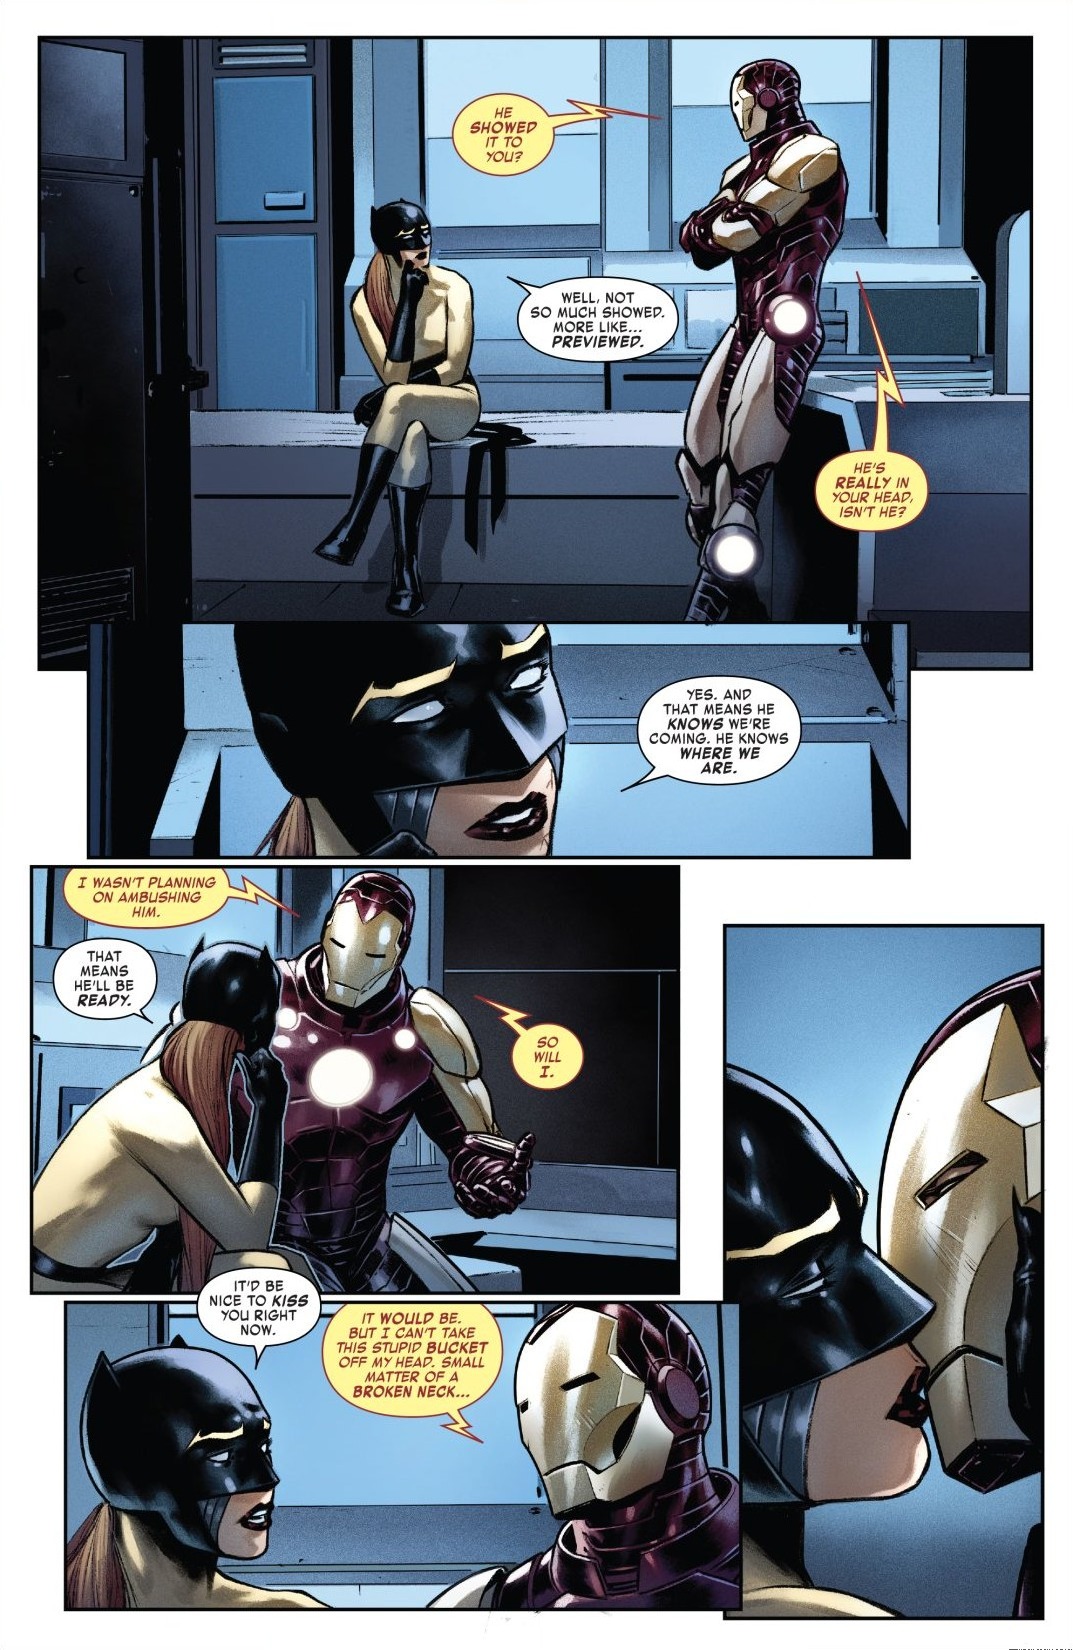 HE
SHOWED
IT TO
YOU?
WELL, NOT
SO MUCH SHOWED.
MORE LIKE...
PREVIEWED.
HE'S
REALLY IN
YOUR HEAD,
ISN'T HE?
YES. AND
THAT MEANS HE
KNOWS WE'RE
COMING. HE KNOWS
WHERE WE
ARE.
I WASN'T PLANNING
ON AMBUSHING
HIM.
THAT
MEANS
HE'LL BE
READY.
SO
WILL
I.
IT'D BE
NICE TO KISS
YOU RIGHT
NOW.
IT WOULD BE.
BUT I CAN'T TAKE
THIS STUPID BUCKET
OFF MY HEAD. SMALL
MATTER OF A
BROKEN NECK...